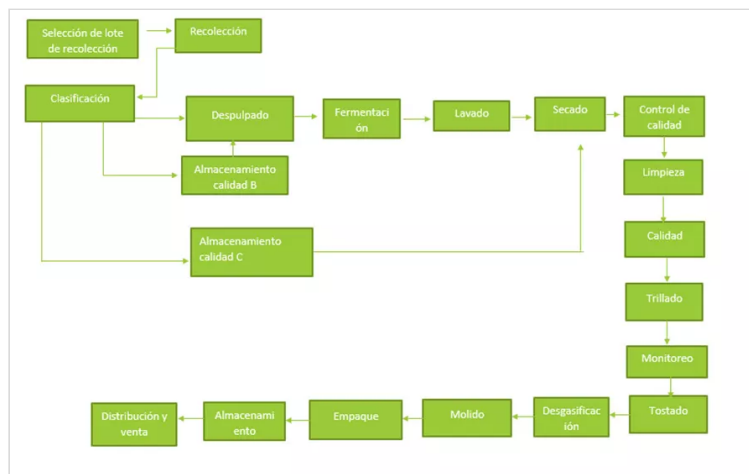 Selección de lote
de recolección
Recolección
Clasificación
Despulpado
Fermentaci
ón
Lavado
Secado
Control de
calidad
Almacenamiento
calidad B
Limpieza
Almacenamiento
calidad C
Calidad
Trillado
Monitoreo
Tostado
Desgasificac
ión
Molido
Empaque
Almacenami
ento
Distribución y
venta